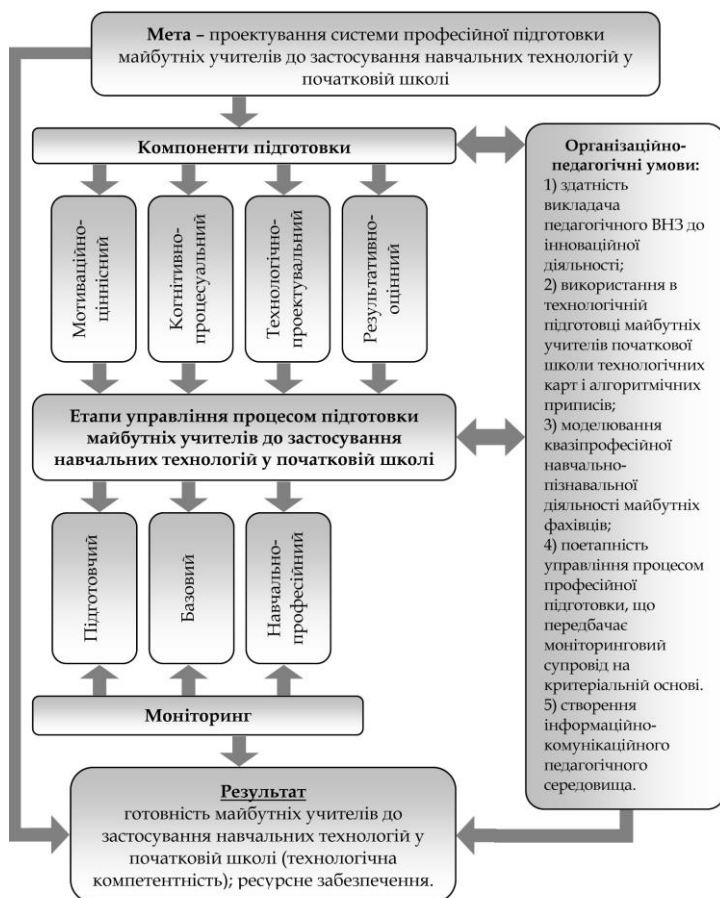 Мета – проектування системи професійної підготовки
майбутніх учителів до застосування навчальних технологій у
початковій школі
Компоненти підготовки
Мотиваційно-
ціннісний
Когнітивно-
процесуальний
Технологічно-
проектувальний
Результативно-
оцінний
Етапи управління процесом підготовки
майбутніх учителів до застосування
навчальних технологій у початковій школі
Підготовчий
Базовий
Навчально-
професійний
Моніторинг
Результат
готовність майбутніх учителів до
застосування навчальних технологій у
початковій школі (технологічна
компетентність); ресурсне забезпечення.
Організаційно-
педагогічні умови:
1) здатність
викладача
педагогічного ВНЗ до
інноваційної
діяльності;
2) використання в
технологічній
підготовці майбутніх
учителів початкової
школи технологічних
карт і алгоритмічних
приписів;
3) моделювання
квазіпрофесійної
навчально-
пізнавальної
діяльності майбутніх
фахівців;
4) поетапність
управління процесом
професійної
підготовки, що
передбачає
моніторинговий
супровід на
критеріальній основі.
5) створення
інформаційно-
комунікаційного
педагогічного
середовища.